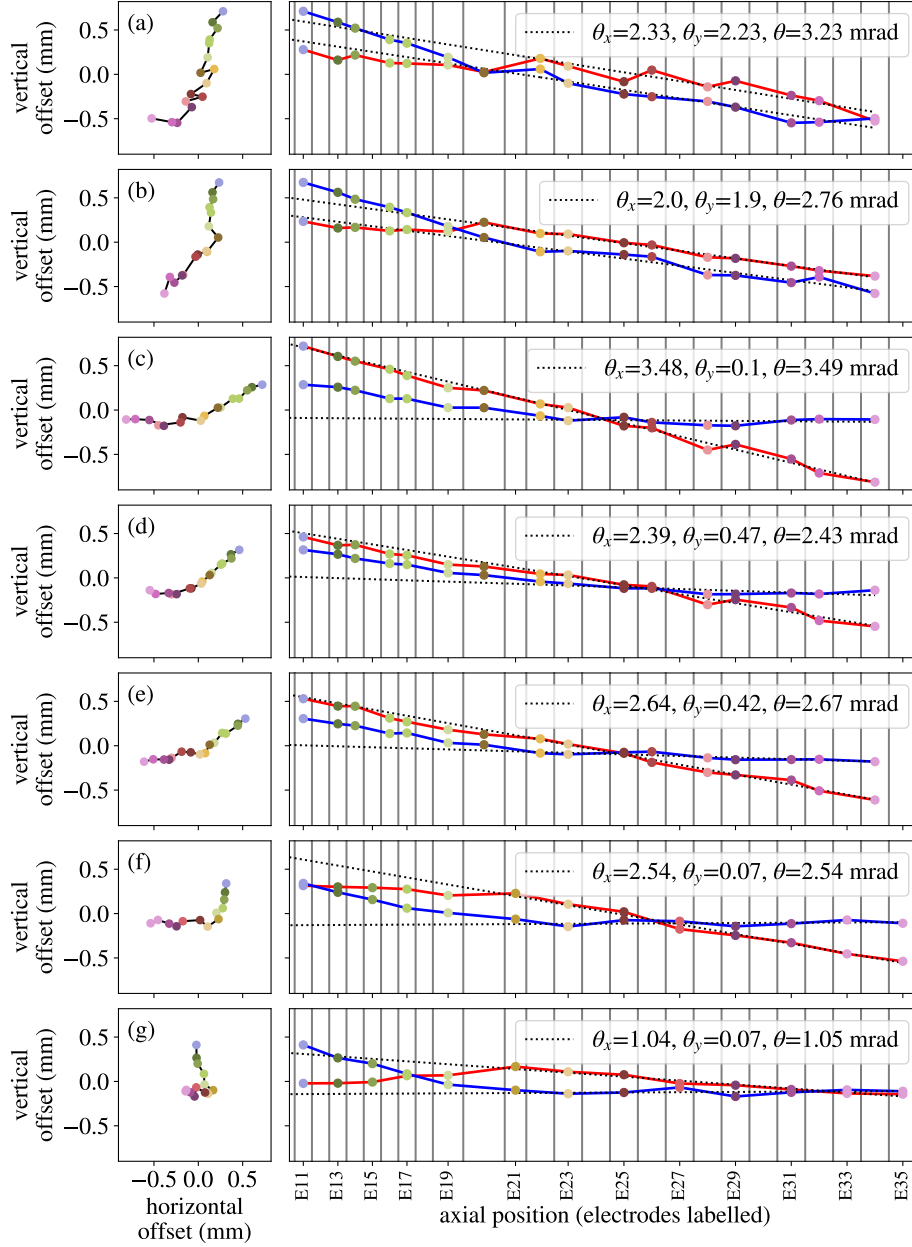 (a)
vertical
offset (mm)
0.5
0.0
−0.5
θx=2.33, θy=2.23, θ=3.23 mrad
(b)
vertical
offset (mm)
0.5
0.0
−0.5
θx=2.0, θy=1.9, θ=2.76 mrad
(c)
vertical
offset (mm)
0.5
0.0
−0.5
θx=3.48, θy=0.1, θ=3.49 mrad
(d)
vertical
offset (mm)
0.5
0.0
−0.5
θx=2.39, θy=0.47, θ=2.43 mrad
(e)
vertical
offset (mm)
0.5
0.0
−0.5
θx=2.64, θy=0.42, θ=2.67 mrad
(f)
vertical
offset (mm)
0.5
0.0
−0.5
θx=2.54, θy=0.07, θ=2.54 mrad
(g)
vertical
offset (mm)
0.5
0.0
−0.5
θx=1.04, θy=0.07, θ=1.05 mrad
−0.5 0.0 0.5
horizontal
offset (mm)
E11 E13 E15 E17 E19 E21 E23 E25 E27 E29 E31 E33 E35
axial position (electrodes labelled)